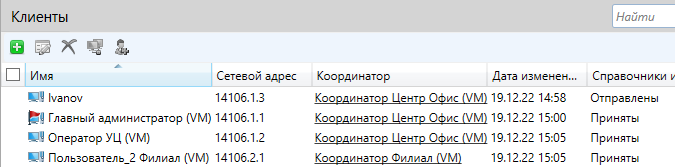 Клиенты
Найти
Имя Сетевой адрес Координатор Дата изменен... Справочники и
Ivanov 14106.1.3 Координатор Центр Офис (VM) 19.12.22 14:58 Отправлены
Главный администратор (VM) 14106.1.1 Координатор Центр Офис (VM) 19.12.22 15:00 Приняты
Оператор УЦ (VM) 14106.1.2 Координатор Центр Офис (VM) 19.12.22 15:05 Приняты
Пользователь_2 Филиал (VM) 14106.2.1 Координатор Филиал (VM) 19.12.22 15:05 Приняты